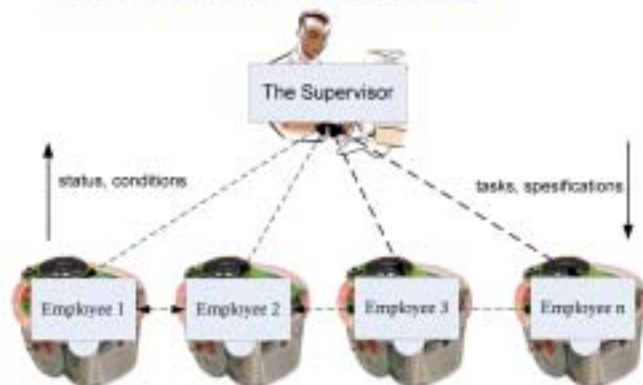 The Supervisor
status, conditions
tasks, spesifications
Employee 1
Employee 2
Employee 3
Employee n